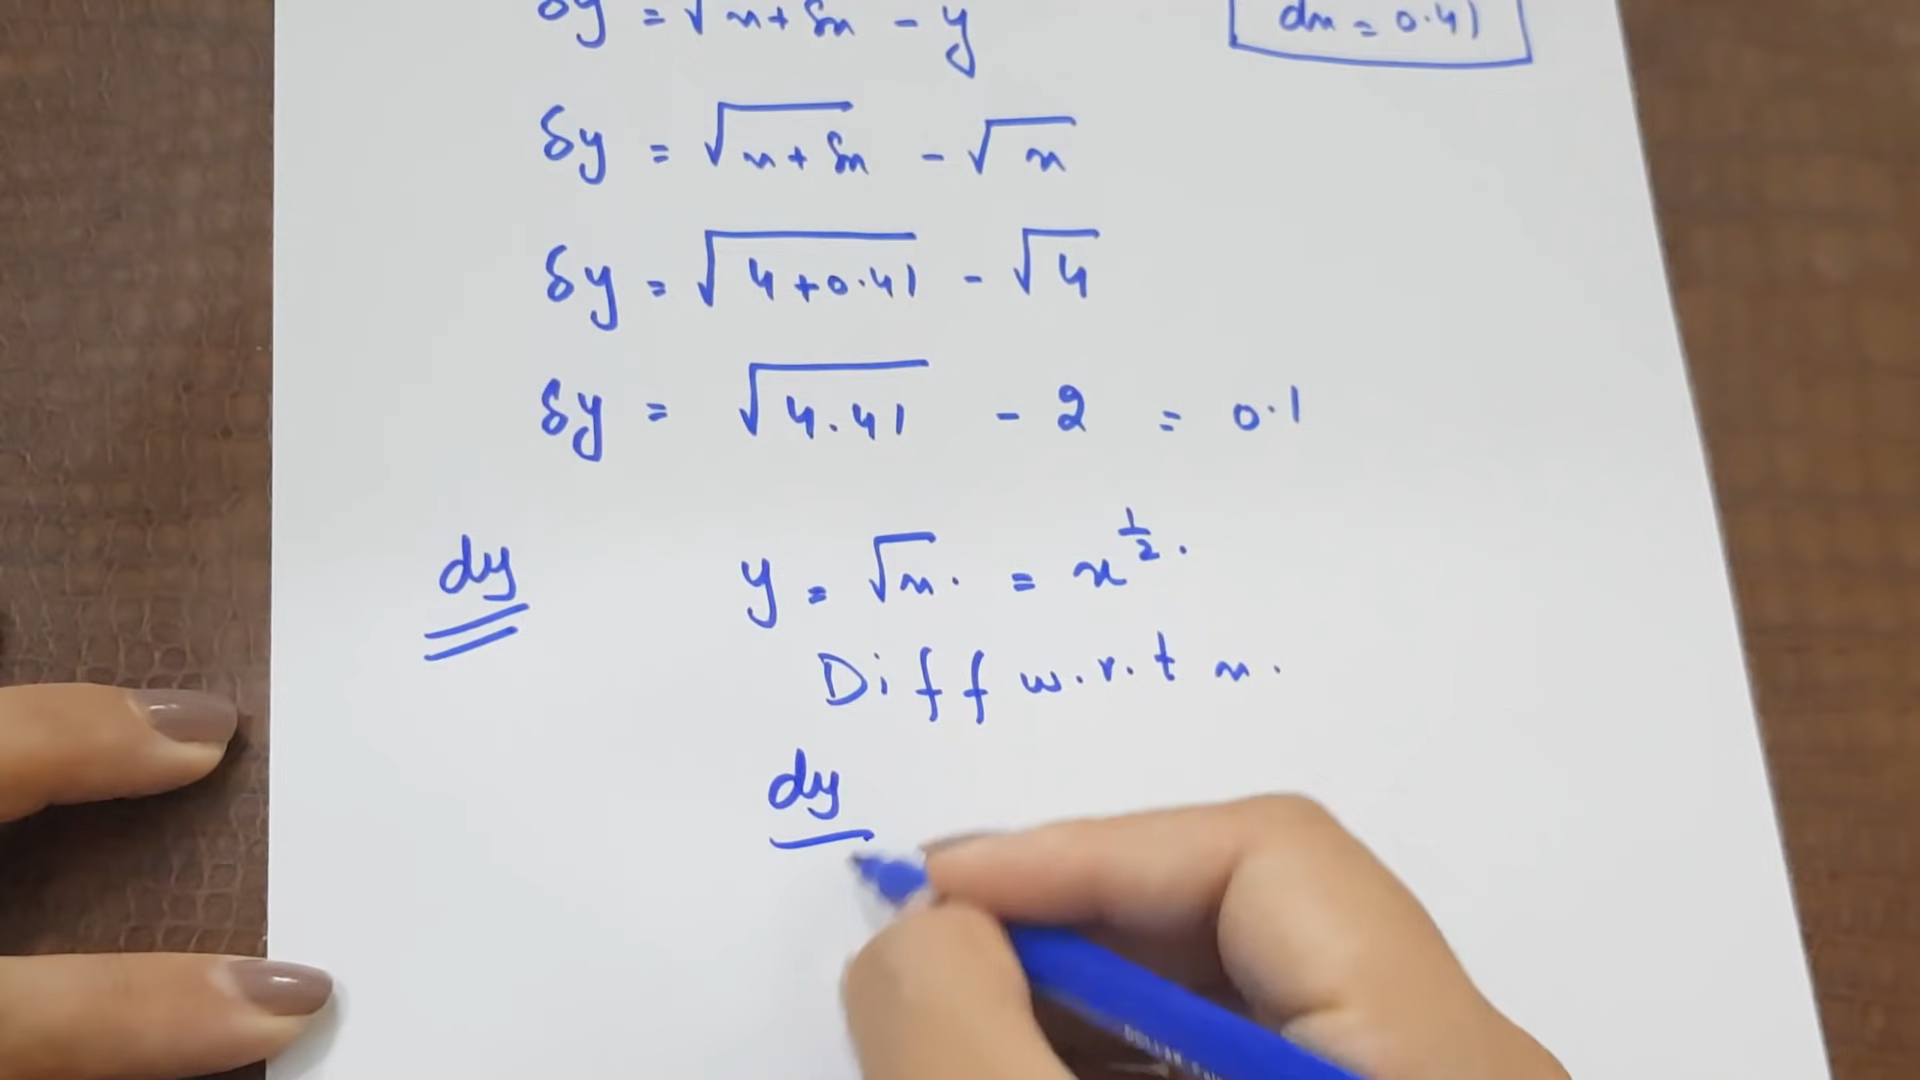 δy = √x+δx - y
dx = 0.41
δy = √x+δx - √x
δy = √4+0.41 - √4
δy = √4.41 - 2 = 0.1
dy
y = √x. = x^1/2.
Diff w.r.t x.
dy
DOLLAR